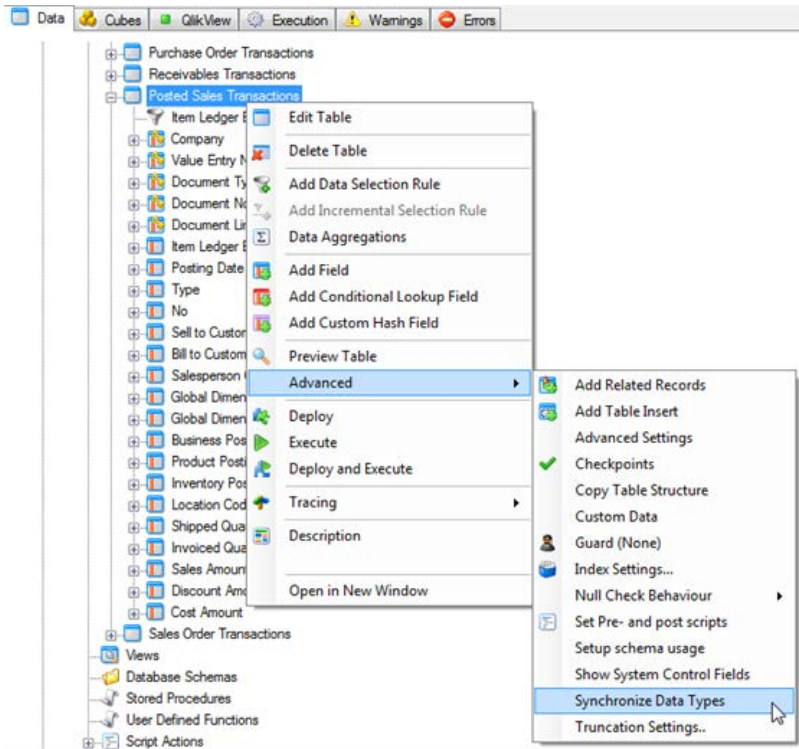 Data Cubes QlikView Execution Warnings Errors
Purchase Order Transactions
Receivables Transactions
Posted Sales Transactions
Item Ledger E
Company
Value Entry N
Document Ty
Document No
Document Lin
Item Ledger E
Posting Date
Type
No
Sell to Custor
Bill to Custom
Salesperson
Global Dimen
Global Dimen
Business Pos
Product Posti
Inventory Pos
Location Cod
Shipped Qua
Invoiced Qua
Sales Amoun
Discount Amo
Cost Amount
Sales Order Transactions
Views
Database Schemas
Stored Procedures
User Defined Functions
Script Actions
Edit Table
Delete Table
Add Data Selection Rule
Add Incremental Selection Rule
Data Aggregations
Add Field
Add Conditional Lookup Field
Add Custom Hash Field
Preview Table
Advanced
Deploy
Execute
Deploy and Execute
Tracing
Description
Open in New Window
Add Related Records
Add Table Insert
Advanced Settings
Checkpoints
Copy Table Structure
Custom Data
Guard (None)
Index Settings...
Null Check Behaviour
Set Pre- and post scripts
Setup schema usage
Show System Control Fields
Synchronize Data Types
Truncation Settings..